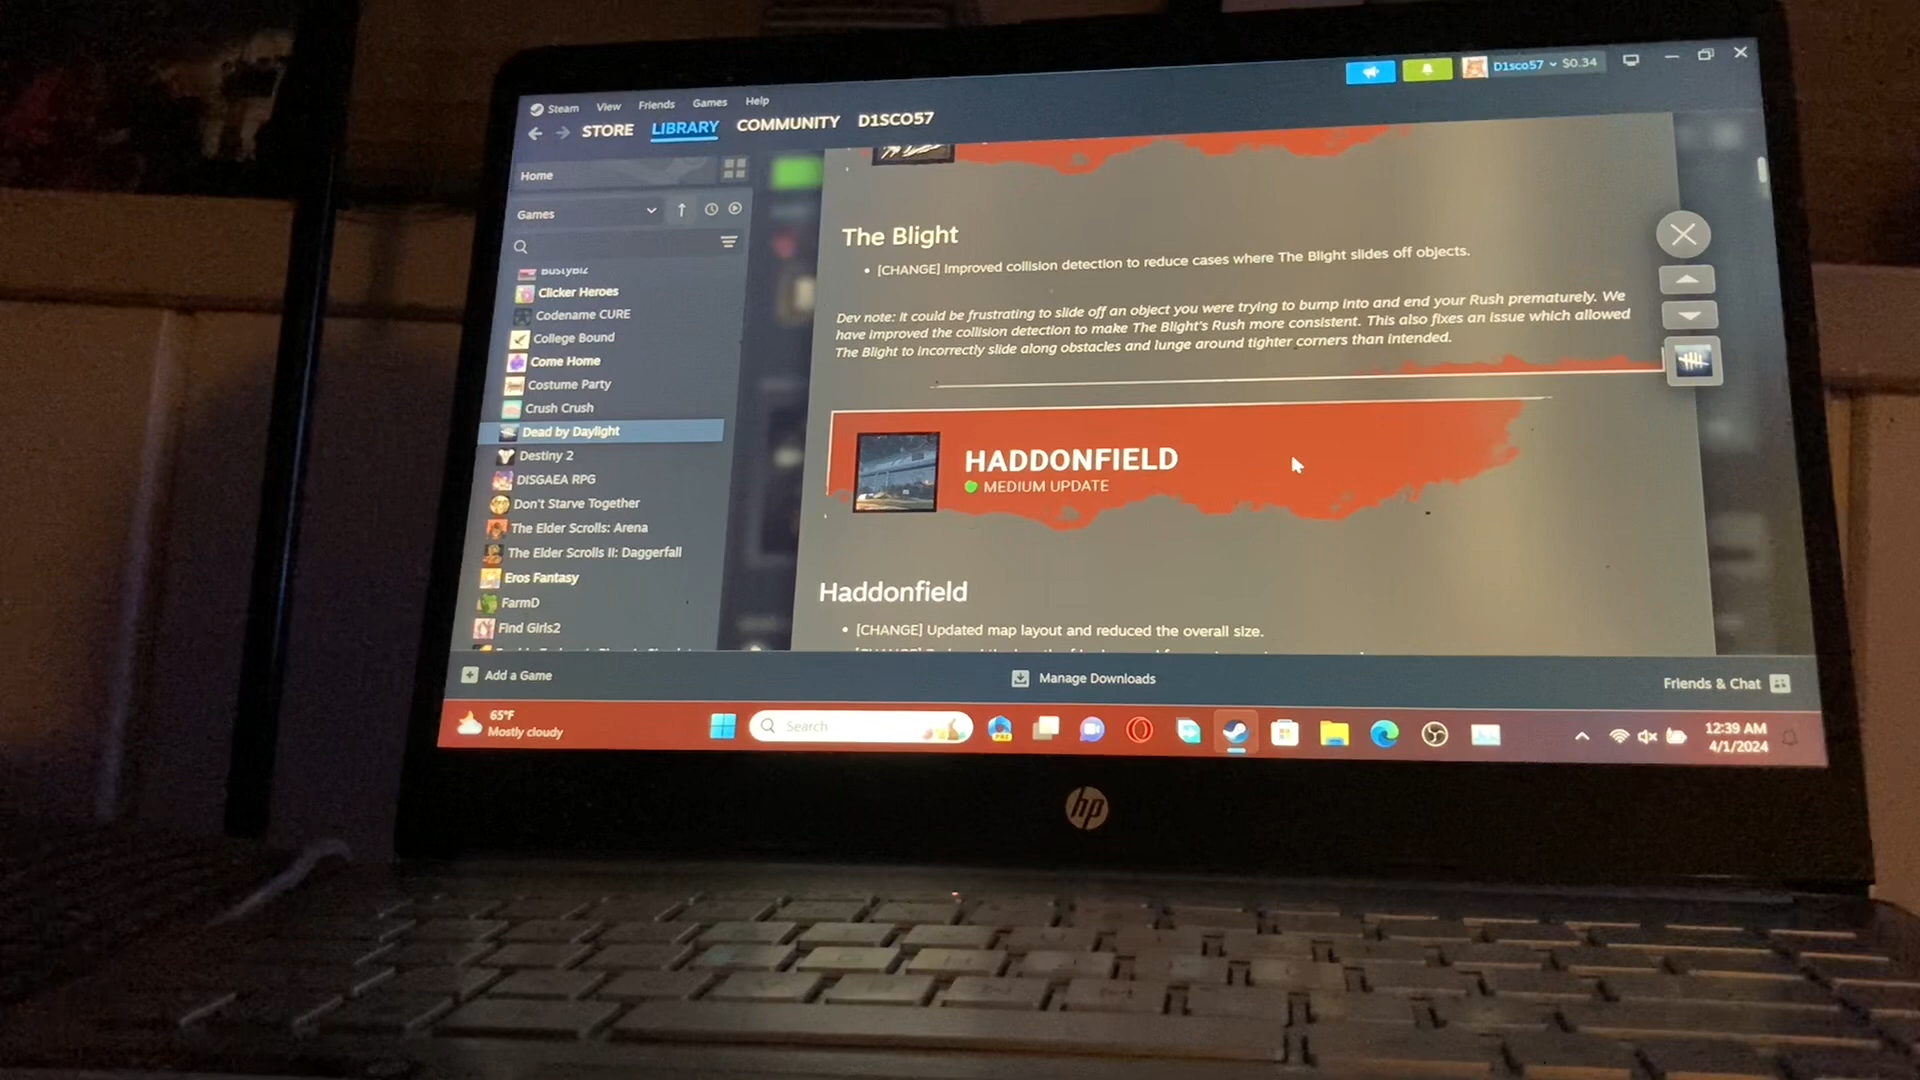 Steam View Friends Games Help
D1sco57 $0.34
STORE LIBRARY COMMUNITY D1SCO57
Home
Games
BustyBiz
Clicker Heroes
Codename CURE
College Bound
Come Home
Costume Party
Crush Crush
Dead by Daylight
Destiny 2
DISGAEA RPG
Don't Starve Together
The Elder Scrolls: Arena
The Elder Scrolls II: Daggerfall
Eros Fantasy
FarmD
Find Girls2
The Blight
• [CHANGE] Improved collision detection to reduce cases where The Blight slides off objects.
Dev note: It could be frustrating to slide off an object you were trying to bump into and end your Rush prematurely. We
have improved the collision detection to make The Blight's Rush more consistent. This also fixes an issue which allowed
The Blight to incorrectly slide along obstacles and lunge around tighter corners than intended.
HADDONFIELD
MEDIUM UPDATE
Haddonfield
• [CHANGE] Updated map layout and reduced the overall size.
Add a Game
Manage Downloads
Friends & Chat
65°F
Mostly cloudy
Search
PRE
12:39 AM
4/1/2024
hp